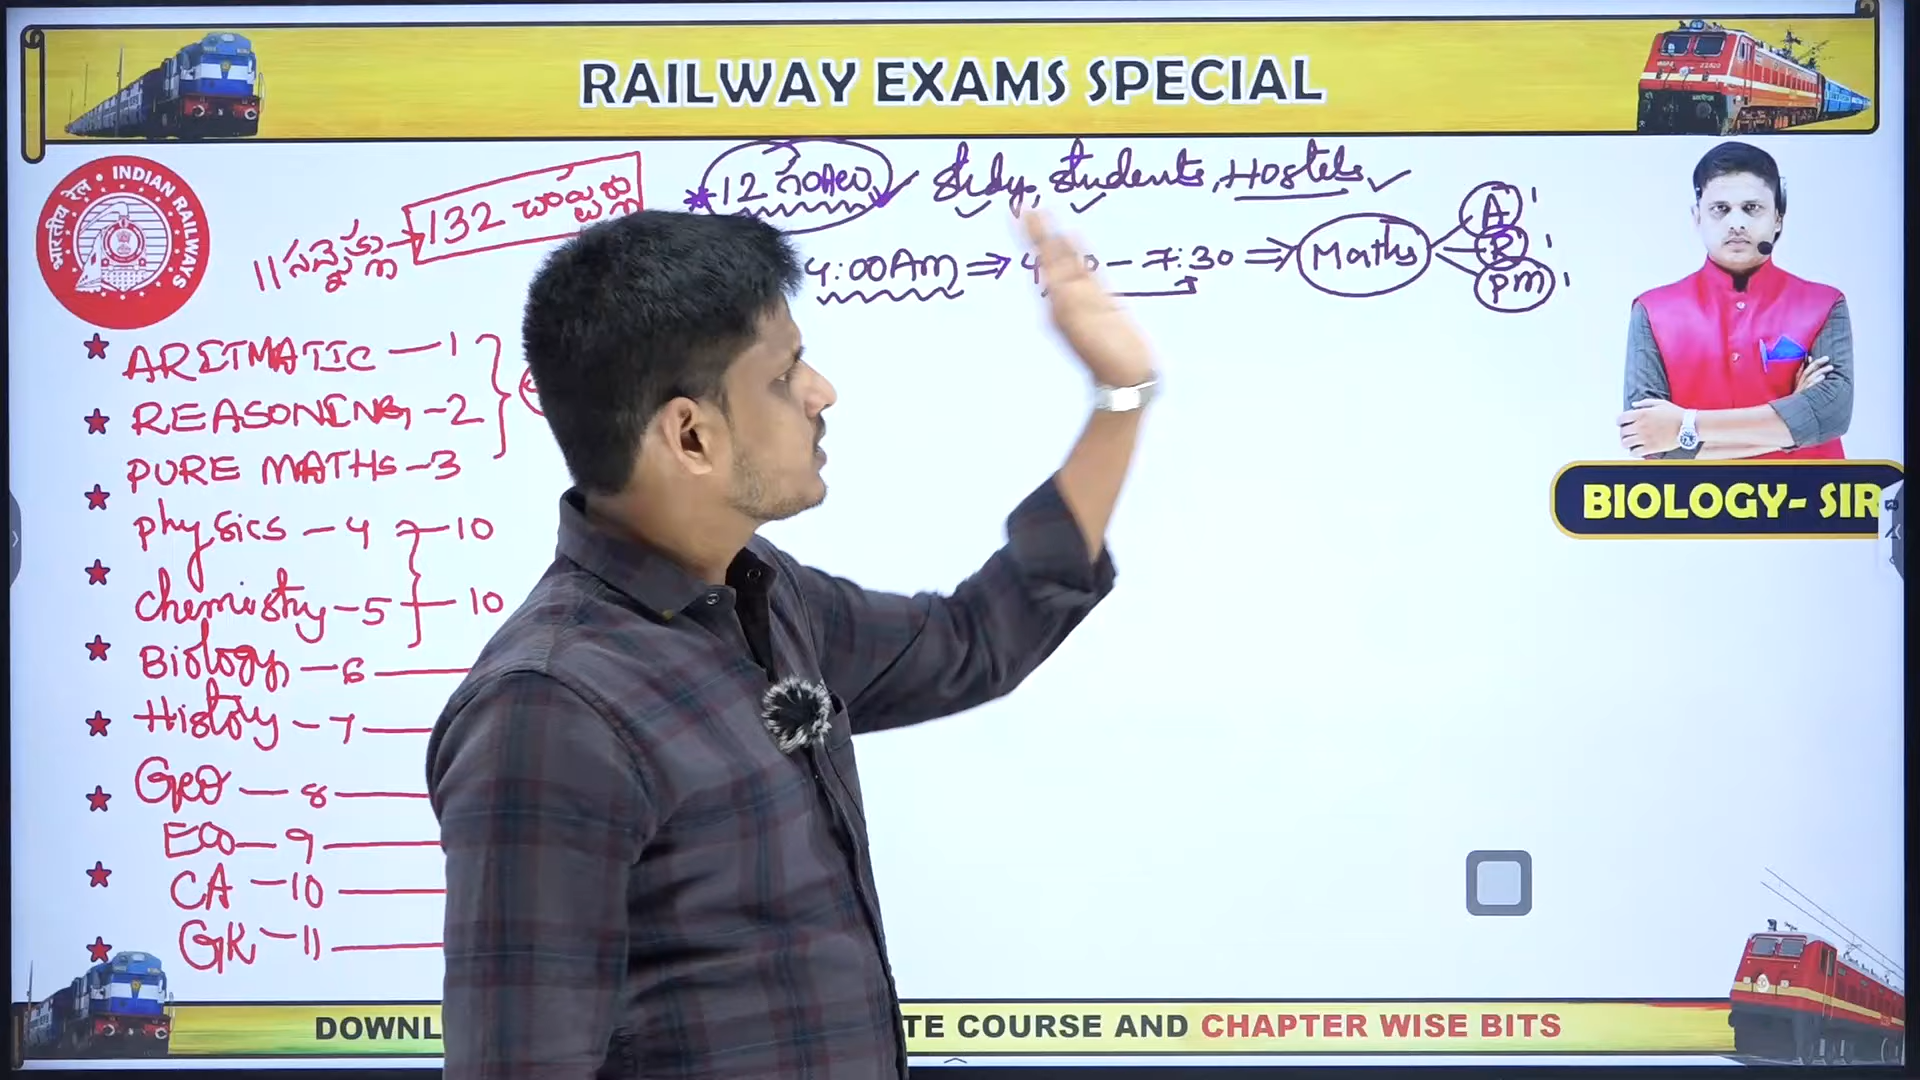 RAILWAY EXAMS SPECIAL
भारतीय रेल • INDIAN RAILWAYS
132
12 గంటలు study, students, Hostels
4:00Am ⇒ – 7:30 ⇒ Maths
A
R
pm
ARITMATIC – 1
REASONING – 2
PURE MATHS – 3
physics – 4 – 10
chemistry – 5 – 10
Biology – 6
History – 7
Geo – 8
Eco – 9
CA – 10
GK – 11
BIOLOGY- SIR
COURSE AND CHAPTER WISE BITS